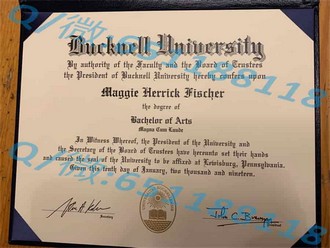 Bucknell University
By authority of the Faculty and the Board of Trustees
the President of Bucknell University hereby confers upon
Maggie Herrick Fischer
the degree of
Bachelor of Arts
Magna Cum Laude
In Witness Whereof, the President of the University and
the Secretary of the Board of Trustees have hereunto set their hands
and caused the seal of the University to be affixed at Lewisburg, Pennsylvania.
Given this tenth day of January, two thousand and nineteen.
Secretary
John C. Bravman
President